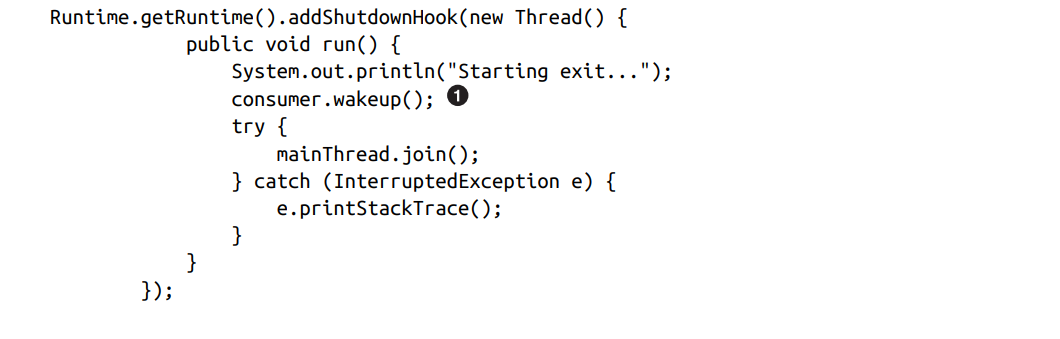 Runtime.getRuntime().addShutdownHook(new Thread() {
            public void run() {
                System.out.println("Starting exit...");
                consumer.wakeup(); ❶
                try {
                    mainThread.join();
                } catch (InterruptedException e) {
                    e.printStackTrace();
                }
            }
        });